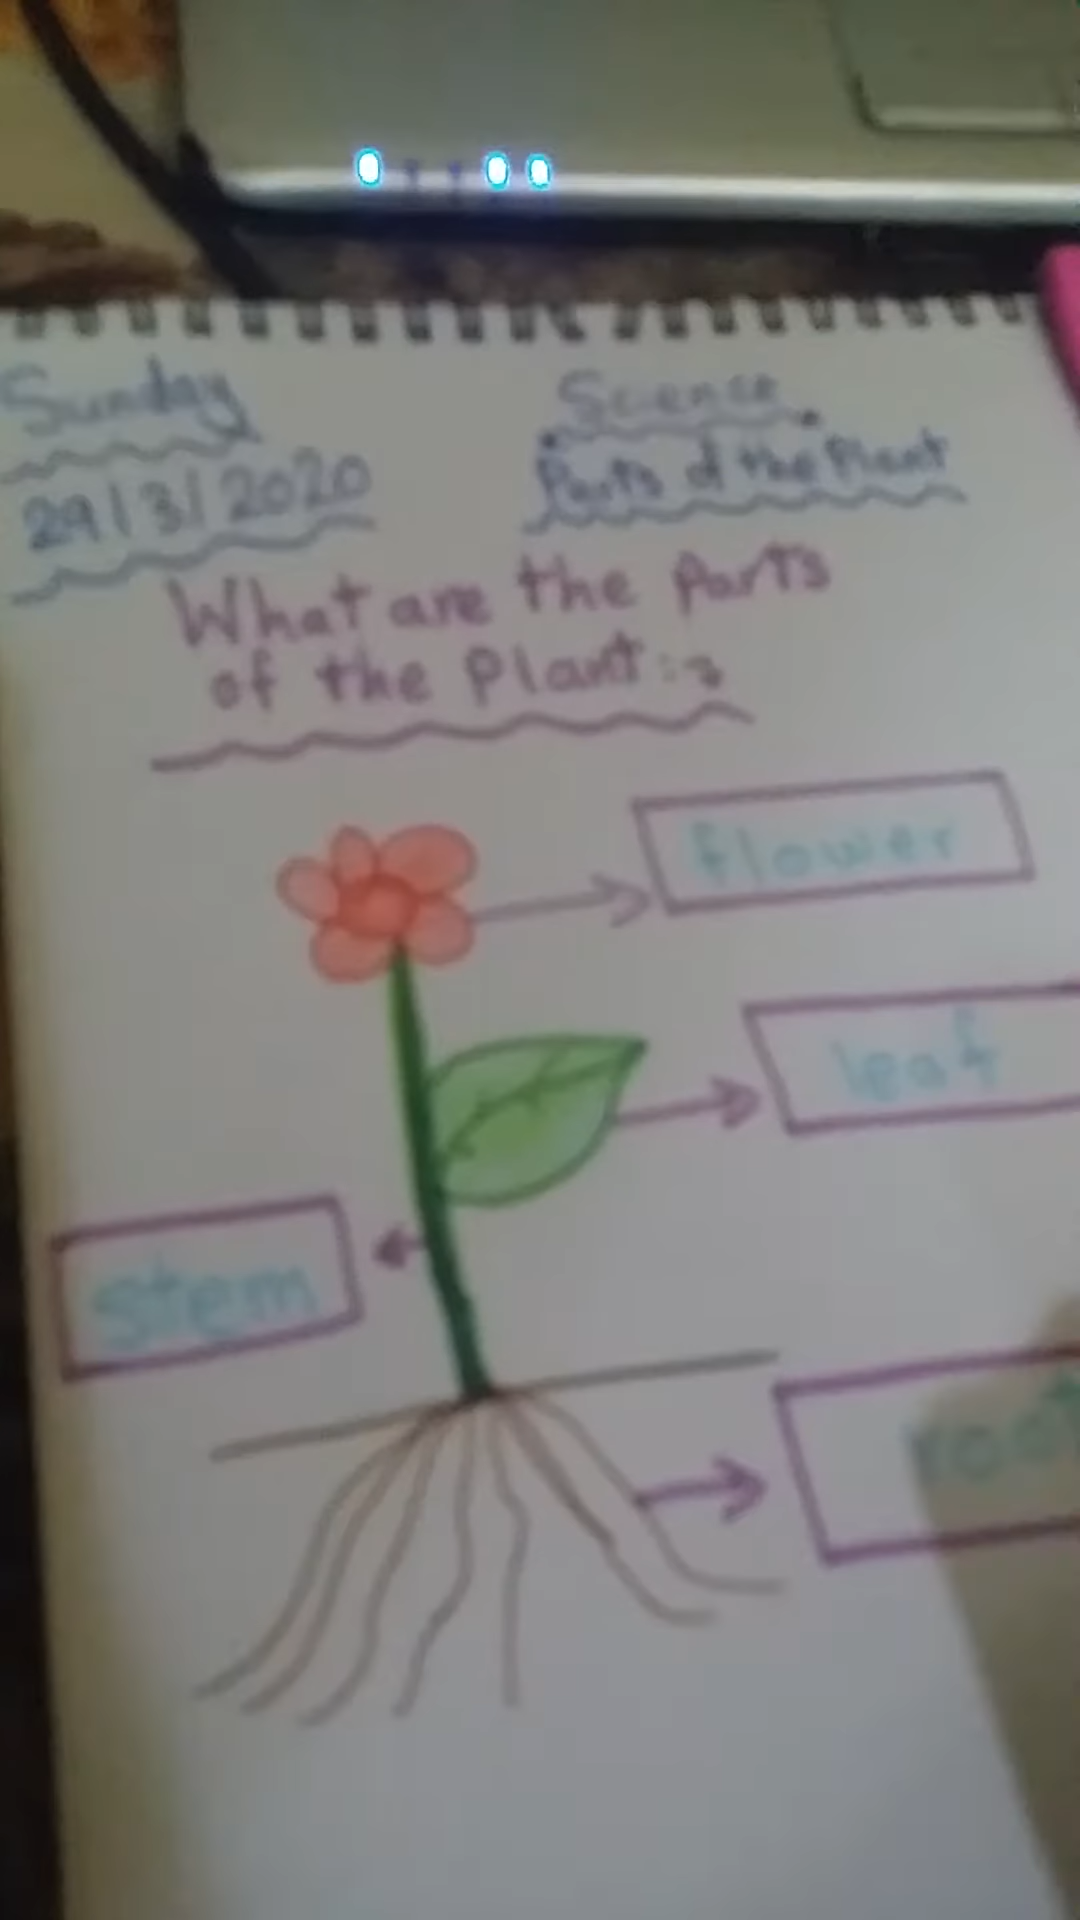 Sunday
29/3/2020
Science
Parts of the Plant
What are the Parts
of the Plant:
flower
leaf
stem
root